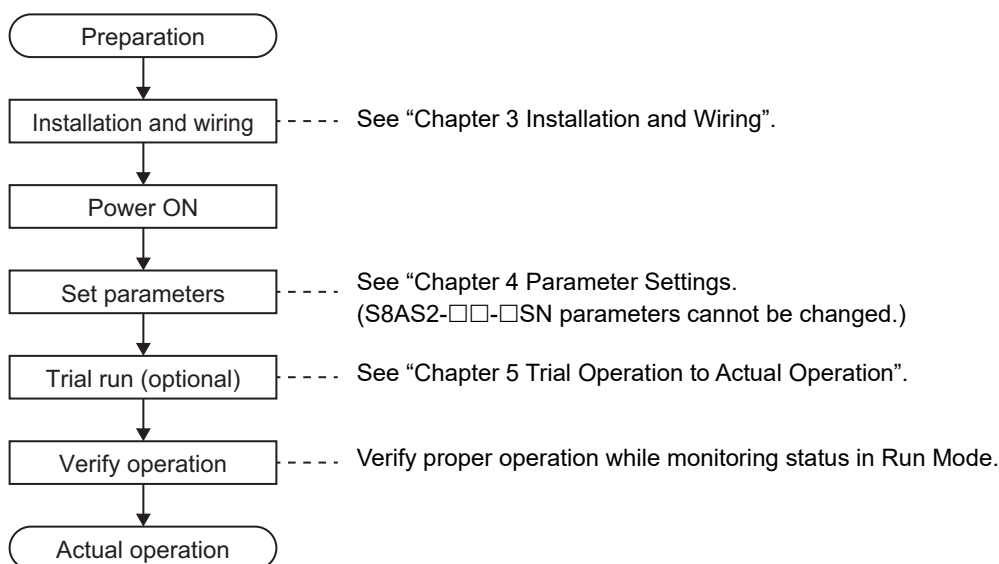 Preparation
Installation and wiring
See “Chapter 3 Installation and Wiring”.
Power ON
Set parameters
See “Chapter 4 Parameter Settings.
(S8AS2-□□-□SN parameters cannot be changed.)
Trial run (optional)
See “Chapter 5 Trial Operation to Actual Operation”.
Verify operation
Verify proper operation while monitoring status in Run Mode.
Actual operation